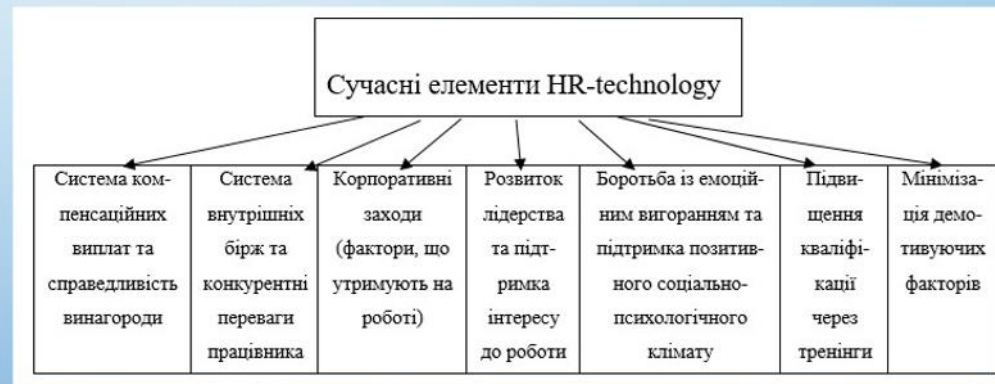 Сучасні елементи HR-technology
Система ком-
пенсаційних
виплат та
справедливість
винагороди
Система
внутрішніх
бірж та
конкурентні
переваги
працівника
Корпоративні
заходи
(фактори, що
утримують на
роботі)
Розвиток
лідерства
та підт-
римка
інтересу
до роботи
Боротьба із емоцій-
ним вигоранням та
підтримка позитив-
ного соціально-
психологічного
клімату
Підви-
щення
кваліфі-
кації
через
тренінги
Мініміза-
ція демо-
тивуючих
факторів